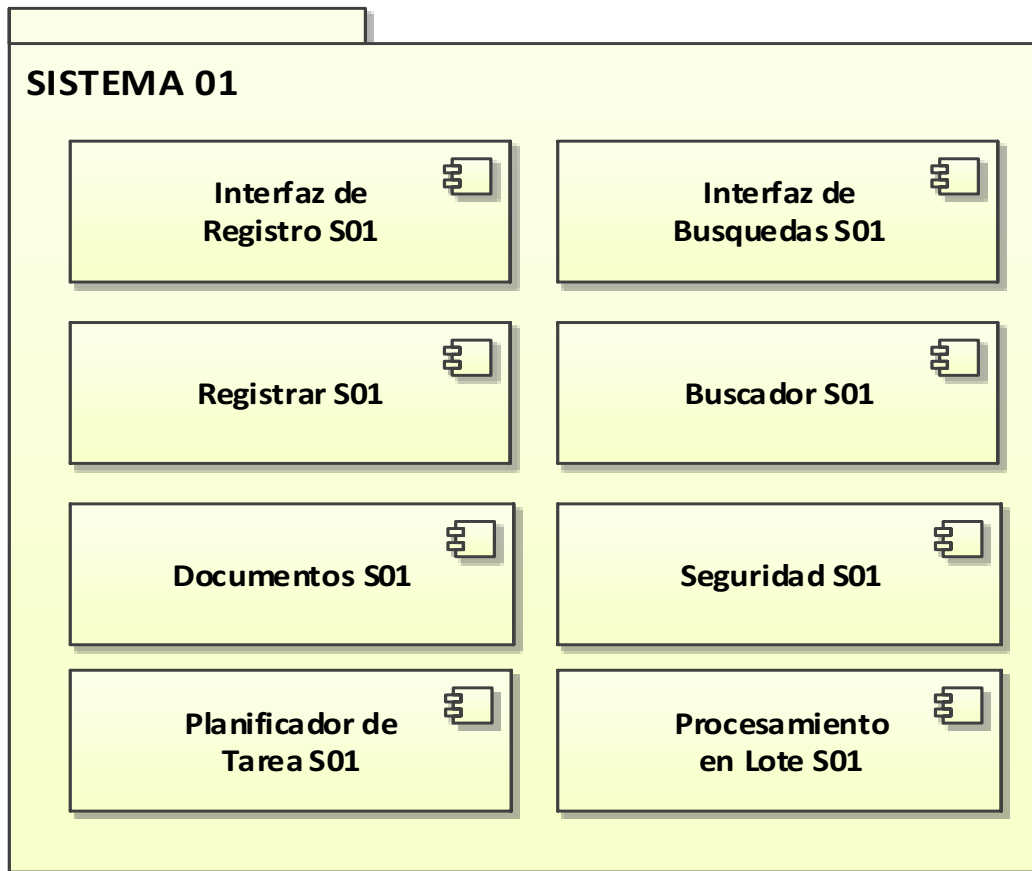 SISTEMA 01
Interfaz de
Registro S01
Interfaz de
Busquedas S01
Registrar S01
Buscador S01
Documentos S01
Seguridad S01
Planificador de
Tarea S01
Procesamiento
en Lote S01